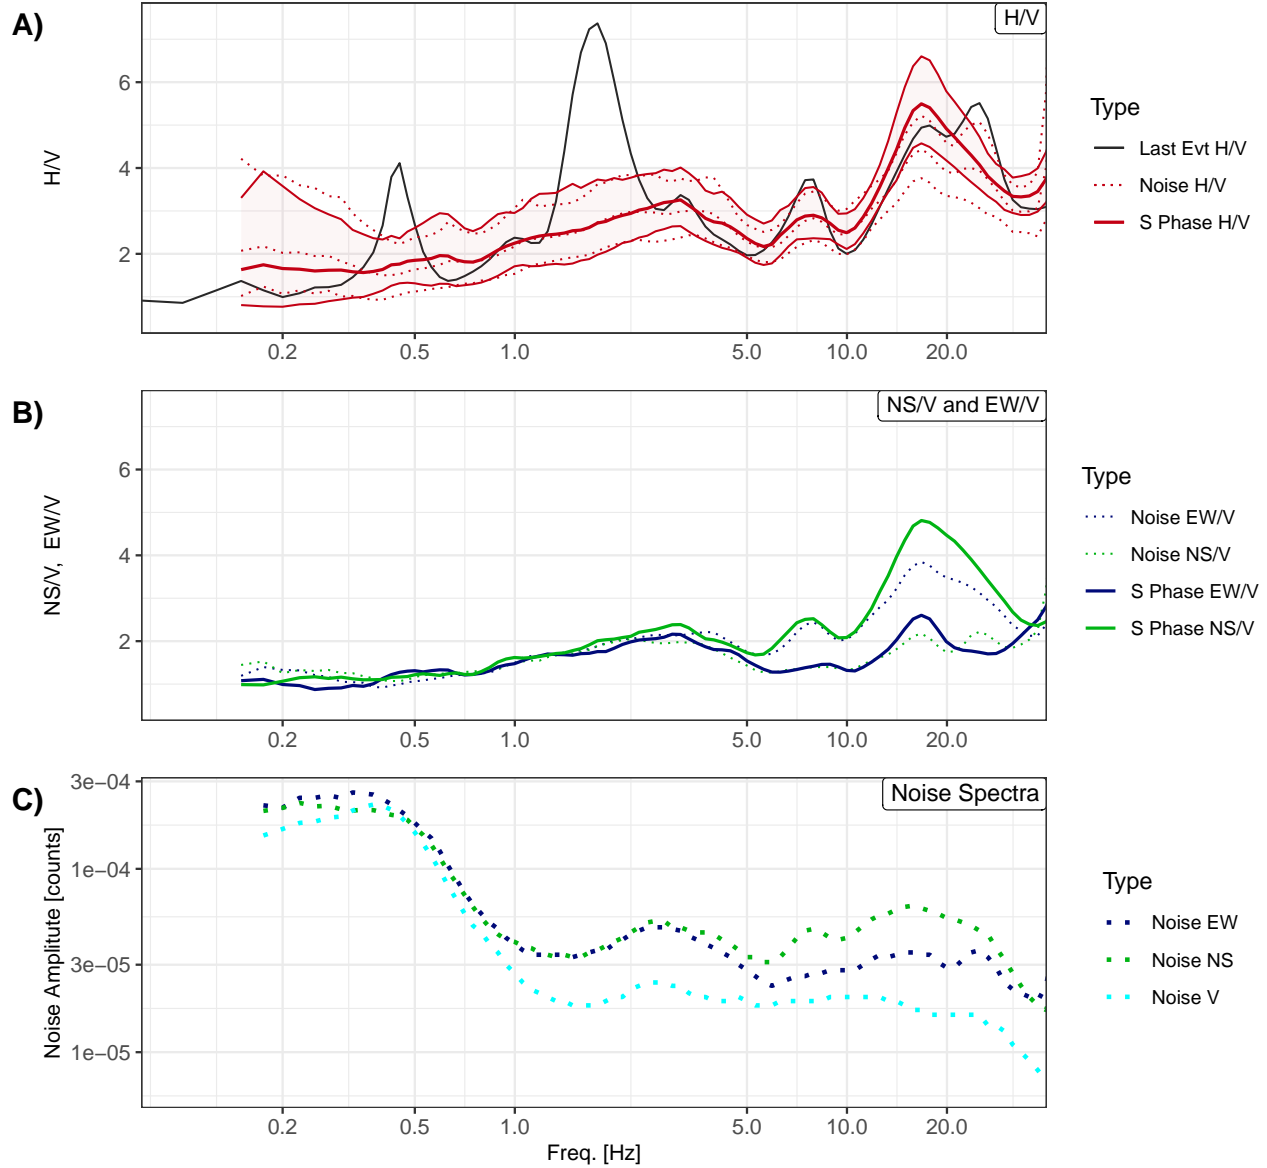 A)
H/V
H/V
6
4
2
0.2 0.5 1.0 5.0 10.0 20.0
Type
Last Evt H/V
Noise H/V
S Phase H/V
B)
NS/V and EW/V
NS/V,  EW/V
6
4
2
0.2 0.5 1.0 5.0 10.0 20.0
Type
Noise EW/V
Noise NS/V
S Phase EW/V
S Phase NS/V
C)
Noise Spectra
Noise Amplitute [counts]
3e−04
1e−04
3e−05
1e−05
0.2 0.5 1.0 5.0 10.0 20.0
Freq. [Hz]
Type
Noise EW
Noise NS
Noise V